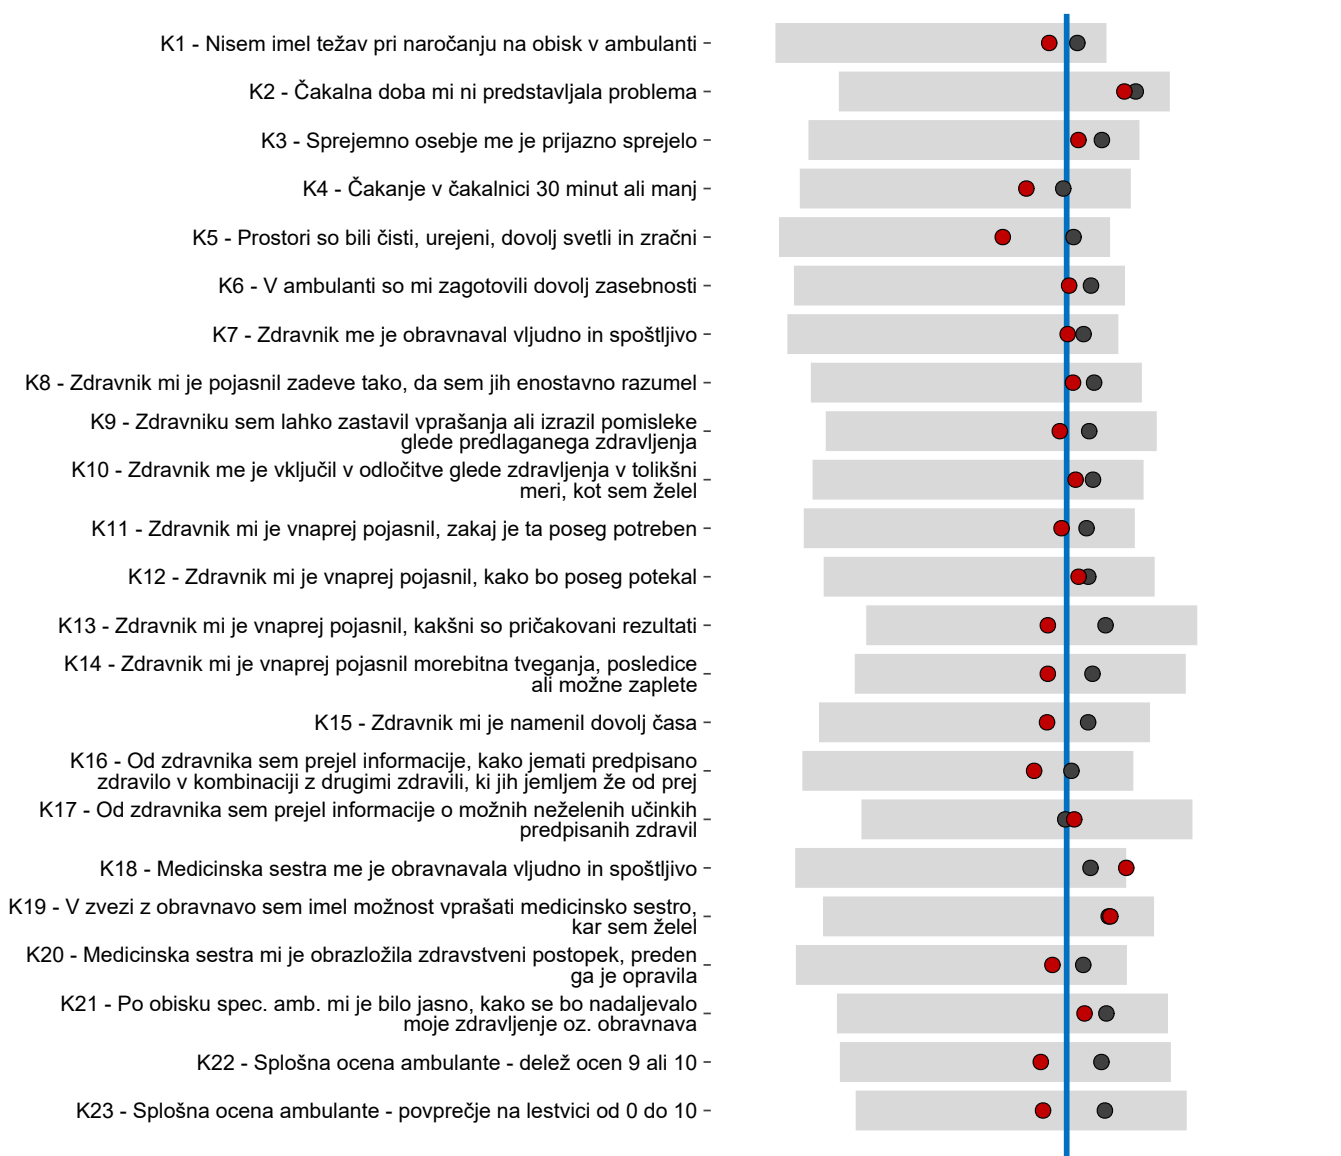 K1 - Nisem imel težav pri naročanju na obisk v ambulanti
K2 - Čakalna doba mi ni predstavljala problema
K3 - Sprejemno osebje me je prijazno sprejelo
K4 - Čakanje v čakalnici 30 minut ali manj
K5 - Prostori so bili čisti, urejeni, dovolj svetli in zračni
K6 - V ambulanti so mi zagotovili dovolj zasebnosti
K7 - Zdravnik me je obravnaval vljudno in spoštljivo
K8 - Zdravnik mi je pojasnil zadeve tako, da sem jih enostavno razumel
K9 - Zdravniku sem lahko zastavil vprašanja ali izrazil pomisleke
glede predlaganega zdravljenja
K10 - Zdravnik me je vključil v odločitve glede zdravljenja v tolikšni
meri, kot sem želel
K11 - Zdravnik mi je vnaprej pojasnil, zakaj je ta poseg potreben
K12 - Zdravnik mi je vnaprej pojasnil, kako bo poseg potekal
K13 - Zdravnik mi je vnaprej pojasnil, kakšni so pričakovani rezultati
K14 - Zdravnik mi je vnaprej pojasnil morebitna tveganja, posledice
ali možne zaplete
K15 - Zdravnik mi je namenil dovolj časa
K16 - Od zdravnika sem prejel informacije, kako jemati predpisano
zdravilo v kombinaciji z drugimi zdravili, ki jih jemljem že od prej
K17 - Od zdravnika sem prejel informacije o možnih neželenih učinkih
predpisanih zdravil
K18 - Medicinska sestra me je obravnavala vljudno in spoštljivo
K19 - V zvezi z obravnavo sem imel možnost vprašati medicinsko sestro,
kar sem želel
K20 - Medicinska sestra mi je obrazložila zdravstveni postopek, preden
ga je opravila
K21 - Po obisku spec. amb. mi je bilo jasno, kako se bo nadaljevalo
moje zdravljenje oz. obravnava
K22 - Splošna ocena ambulante - delež ocen 9 ali 10
K23 - Splošna ocena ambulante - povprečje na lestvici od 0 do 10